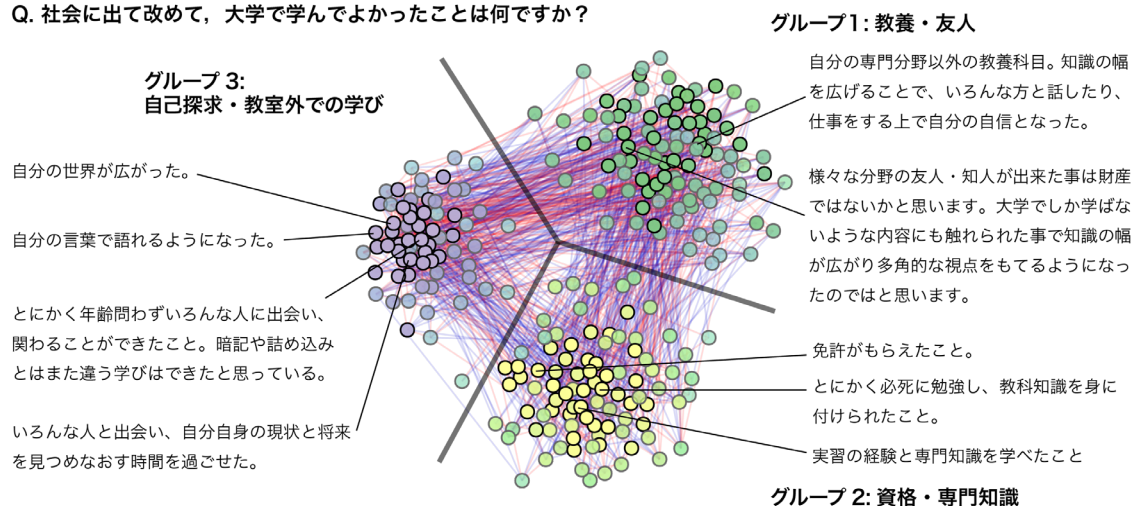 Q. 社会に出て改めて，大学で学んでよかったことは何ですか？
グループ1: 教養・友人
自分の専門分野以外の教養科目。知識の幅
を広げることで、いろんな方と話したり、
仕事をする上で自分の自信となった。
様々な分野の友人・知人が出来た事は財産
ではないかと思います。大学でしか学ばな
いような内容にも触れられた事で知識の幅
が広がり多角的な視点をもてるようになっ
たのではと思います。
グループ 3:
自己探求・教室外での学び
自分の世界が広がった。
自分の言葉で語れるようになった。
とにかく年齢問わずいろんな人に出会い、
関わることができたこと。暗記や詰め込み
とはまた違う学びはできたと思っている。
いろんな人と出会い、自分自身の現状と将来
を見つめなおす時間を過ごせた。
免許がもらえたこと。
とにかく必死に勉強し、教科知識を身に
付けられたこと。
実習の経験と専門知識を学べたこと
グループ 2: 資格・専門知識